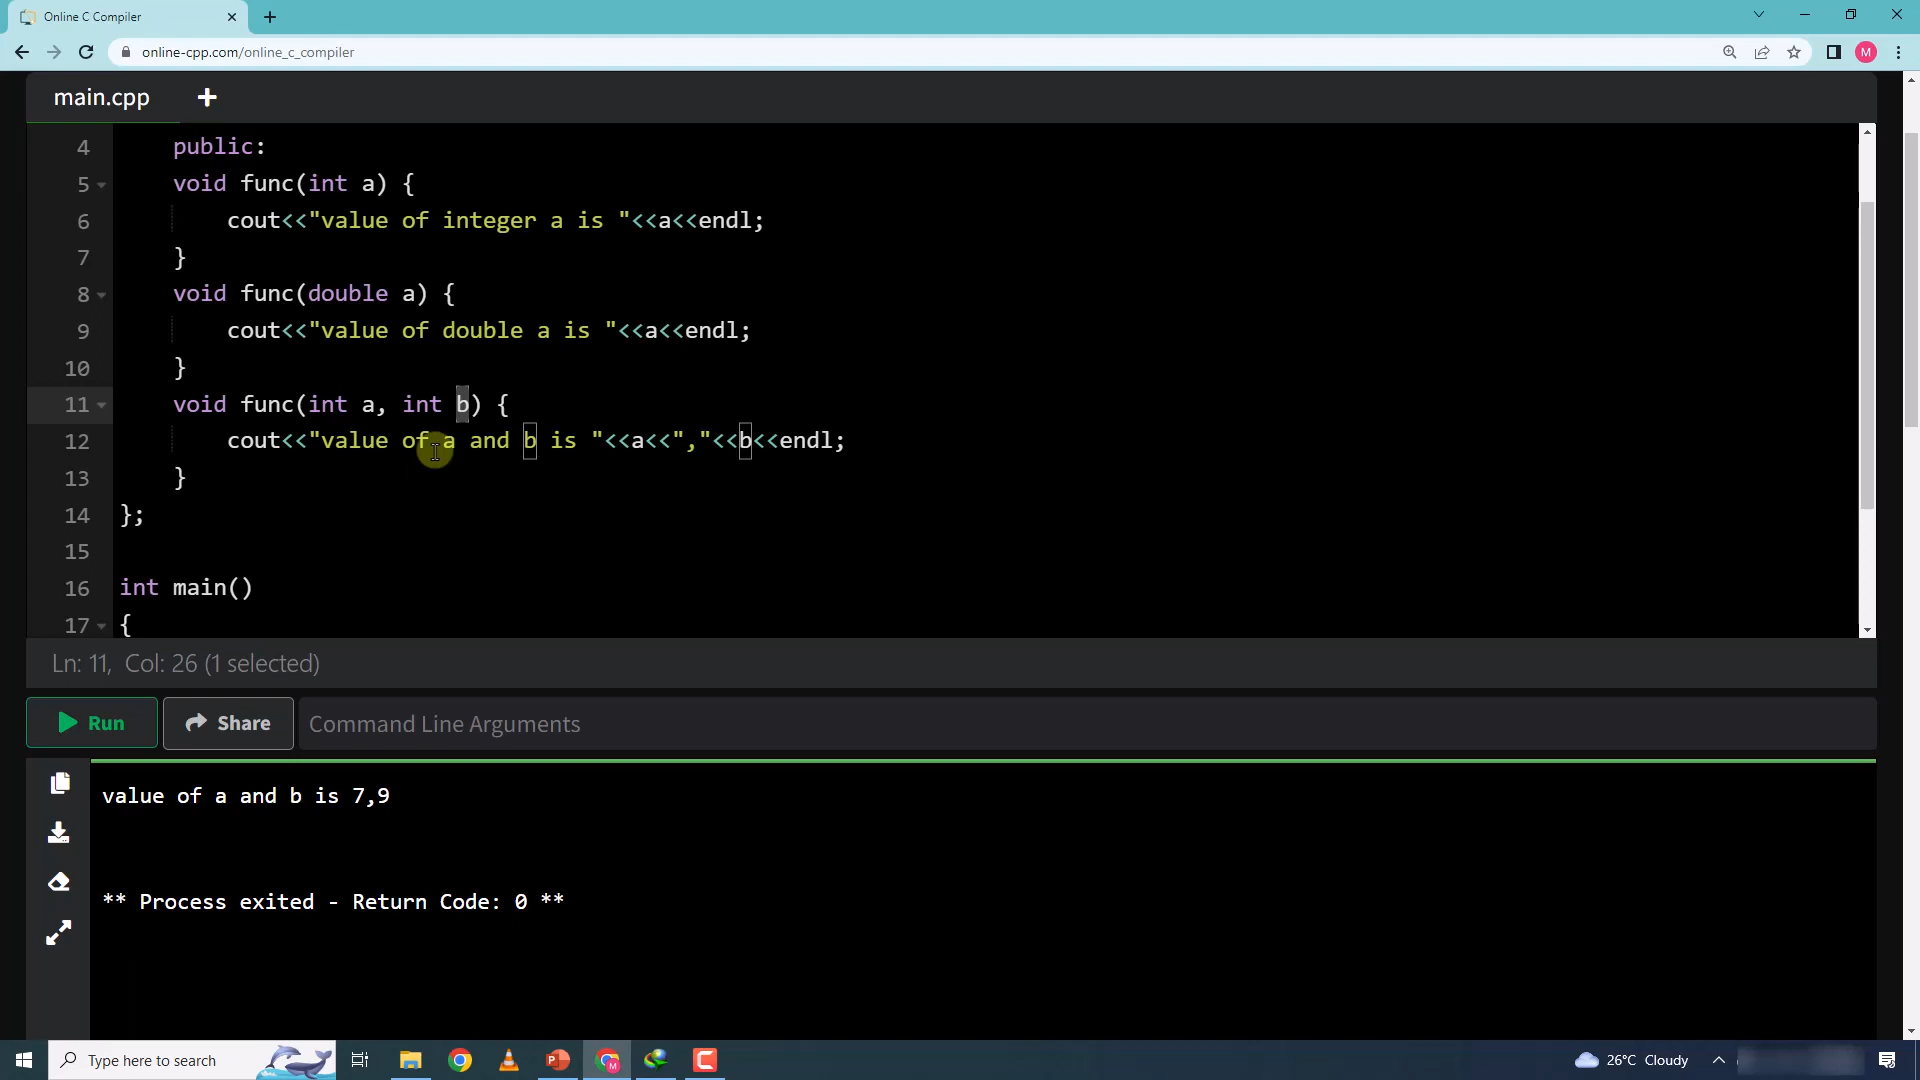 Online C Compiler
online-cpp.com/online_c_compiler
M
main.cpp
4 public:
5 void func(int a) {
6 cout<<"value of integer a is "<<a<<endl;
7 }
8 void func(double a) {
9 cout<<"value of double a is "<<a<<endl;
10 }
11 void func(int a, int b) {
12 cout<<"value of a and b is "<<a<<","<<b<<endl;
13 }
14 };
15
16 int main()
17 {
Ln: 11, Col: 26 (1 selected)
Run Share Command Line Arguments
value of a and b is 7,9
** Process exited - Return Code: 0 **
Type here to search
26°C Cloudy